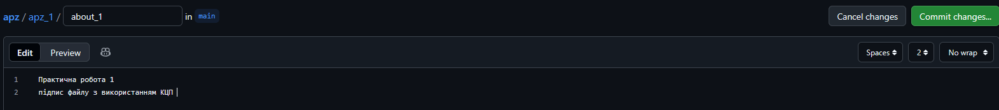 apz / apz_1 / about_1 in main Cancel changes Commit changes...
Edit Preview Spaces 2 No wrap
1 Практична робота 1
2 підпис файлу з використанням КЦП